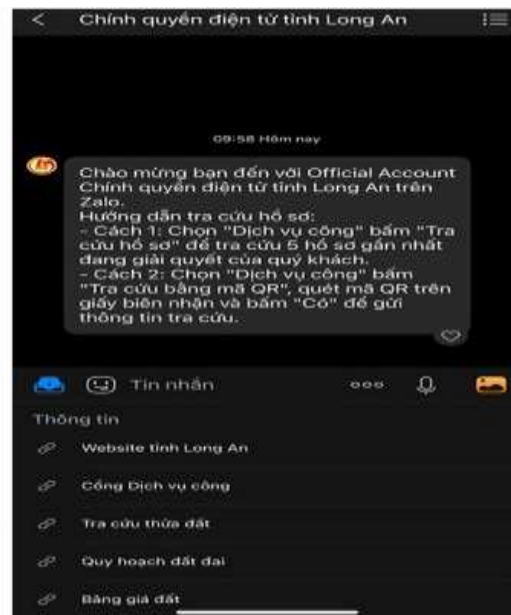 Chính quyền điện tử tỉnh Long An
09:58 Hôm nay
Chào mừng bạn đến với Official Account
Chính quyền điện tử tỉnh Long An trên
Zalo.
Hướng dẫn tra cứu hồ sơ:
- Cách 1: Chọn "Dịch vụ công" bấm "Tra
cứu hồ sơ" để tra cứu 5 hồ sơ gần nhất
đang giải quyết của quý khách.
- Cách 2: Chọn "Dịch vụ công" bấm
"Tra cứu bằng mã QR", quét mã QR trên
giấy biên nhận và bấm "Có" để gửi
thông tin tra cứu.
Tin nhắn
Thông tin
Website tỉnh Long An
Cổng Dịch vụ công
Tra cứu thửa đất
Quy hoạch đất đai
Bảng giá đất